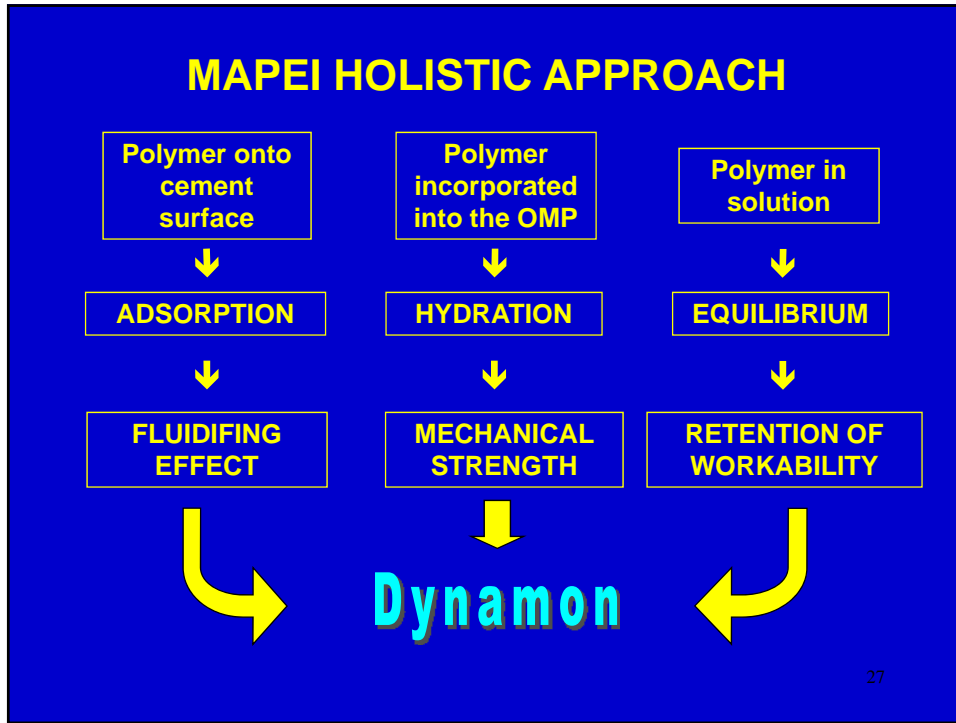 MAPEI HOLISTIC APPROACH
Polymer onto
cement
surface
Polymer
incorporated
into the OMP
Polymer in
solution
ADSORPTION
HYDRATION
EQUILIBRIUM
FLUIDIFING
EFFECT
MECHANICAL
STRENGTH
RETENTION OF
WORKABILITY
Dynamon
27